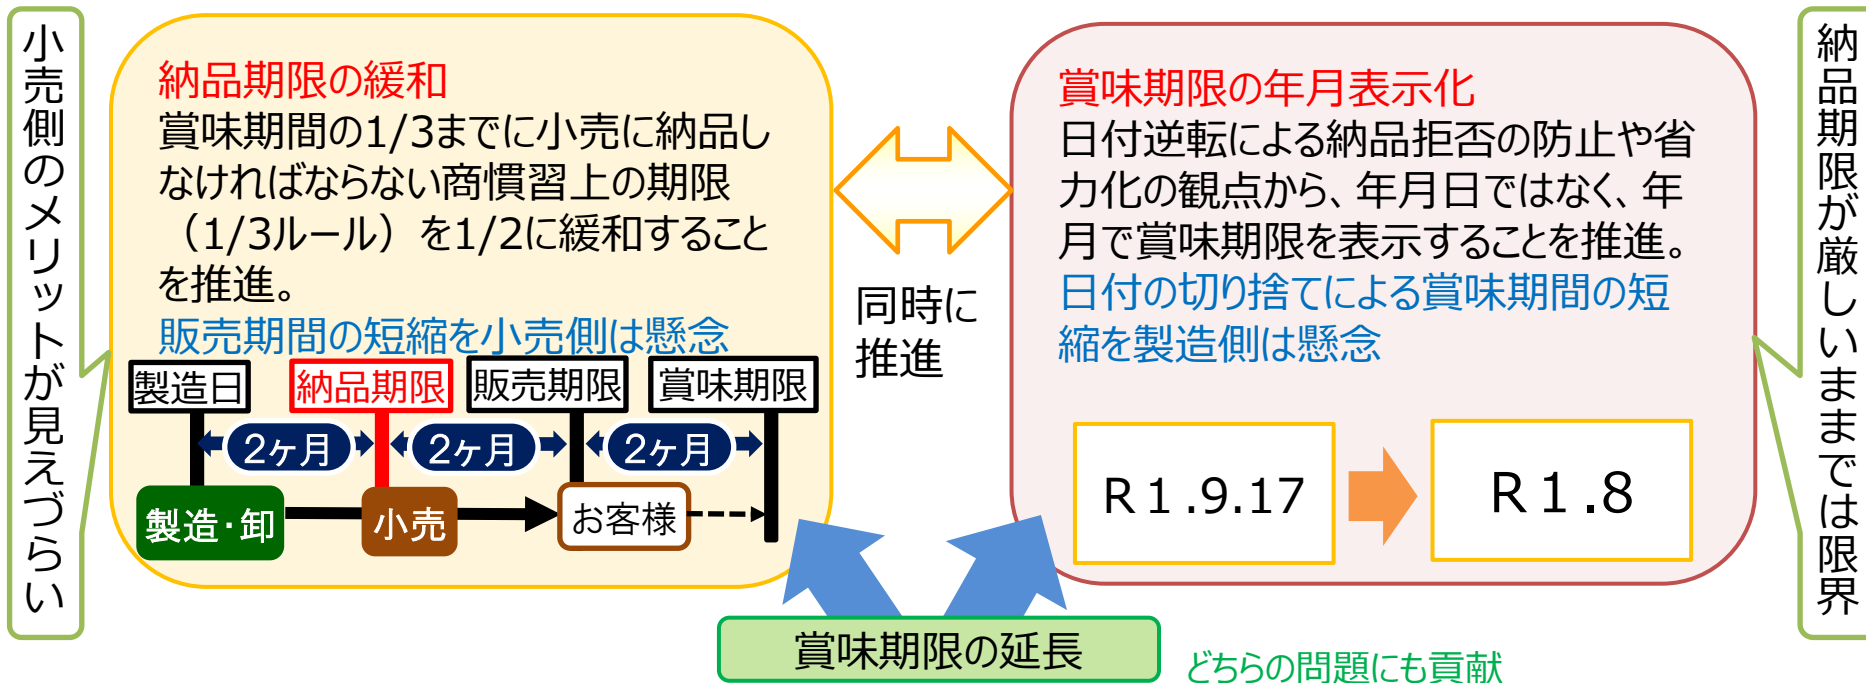 小売側のメリットが見えづらい
納品期限の緩和
賞味期間の1/3までに小売に納品し
なければならない商慣習上の期限
（1/3ルール）を1/2に緩和すること
を推進。
販売期間の短縮を小売側は懸念
製造日
納品期限
販売期限
賞味期限
2ヶ月
2ヶ月
2ヶ月
製造・卸
小売
お客様
同時に
推進
賞味期限の年月表示化
日付逆転による納品拒否の防止や省
力化の観点から、年月日ではなく、年
月で賞味期限を表示することを推進。
日付の切り捨てによる賞味期間の短
縮を製造側は懸念
R１.9.17
R１.8
納品期限が厳しいままでは限界
賞味期限の延長
どちらの問題にも貢献